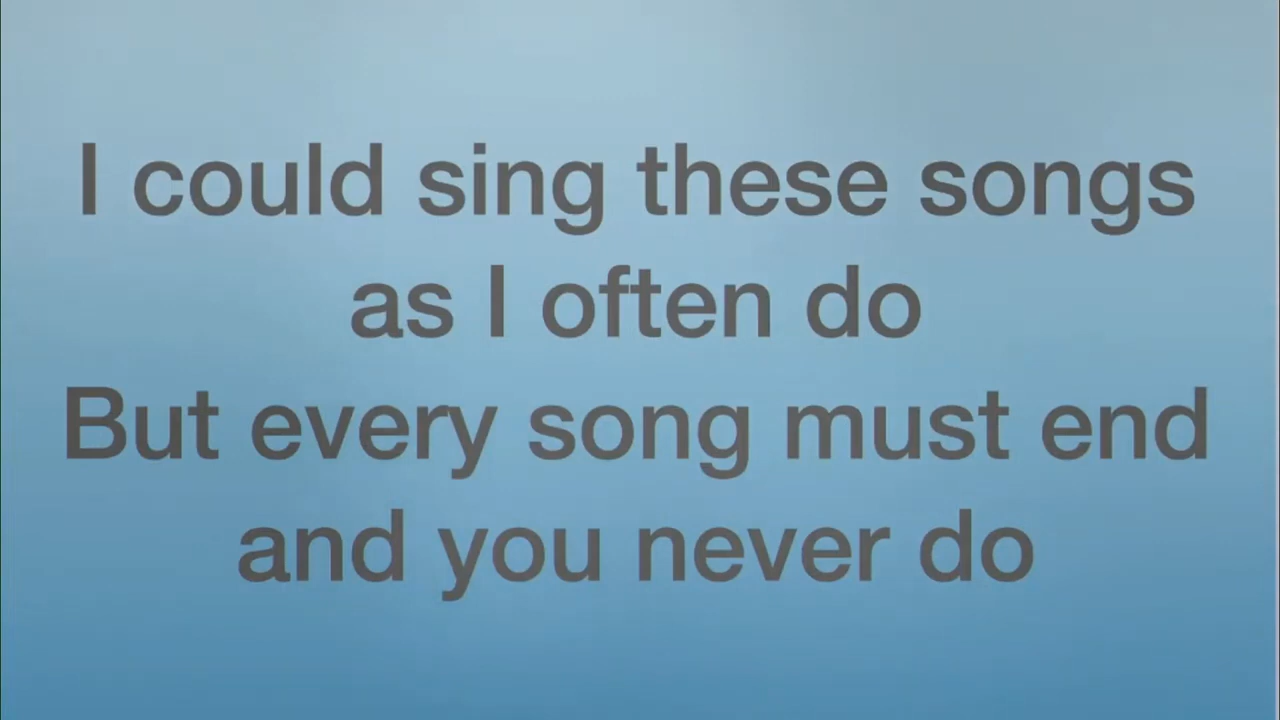 I could sing these songs
as I often do
But every song must end
and you never do